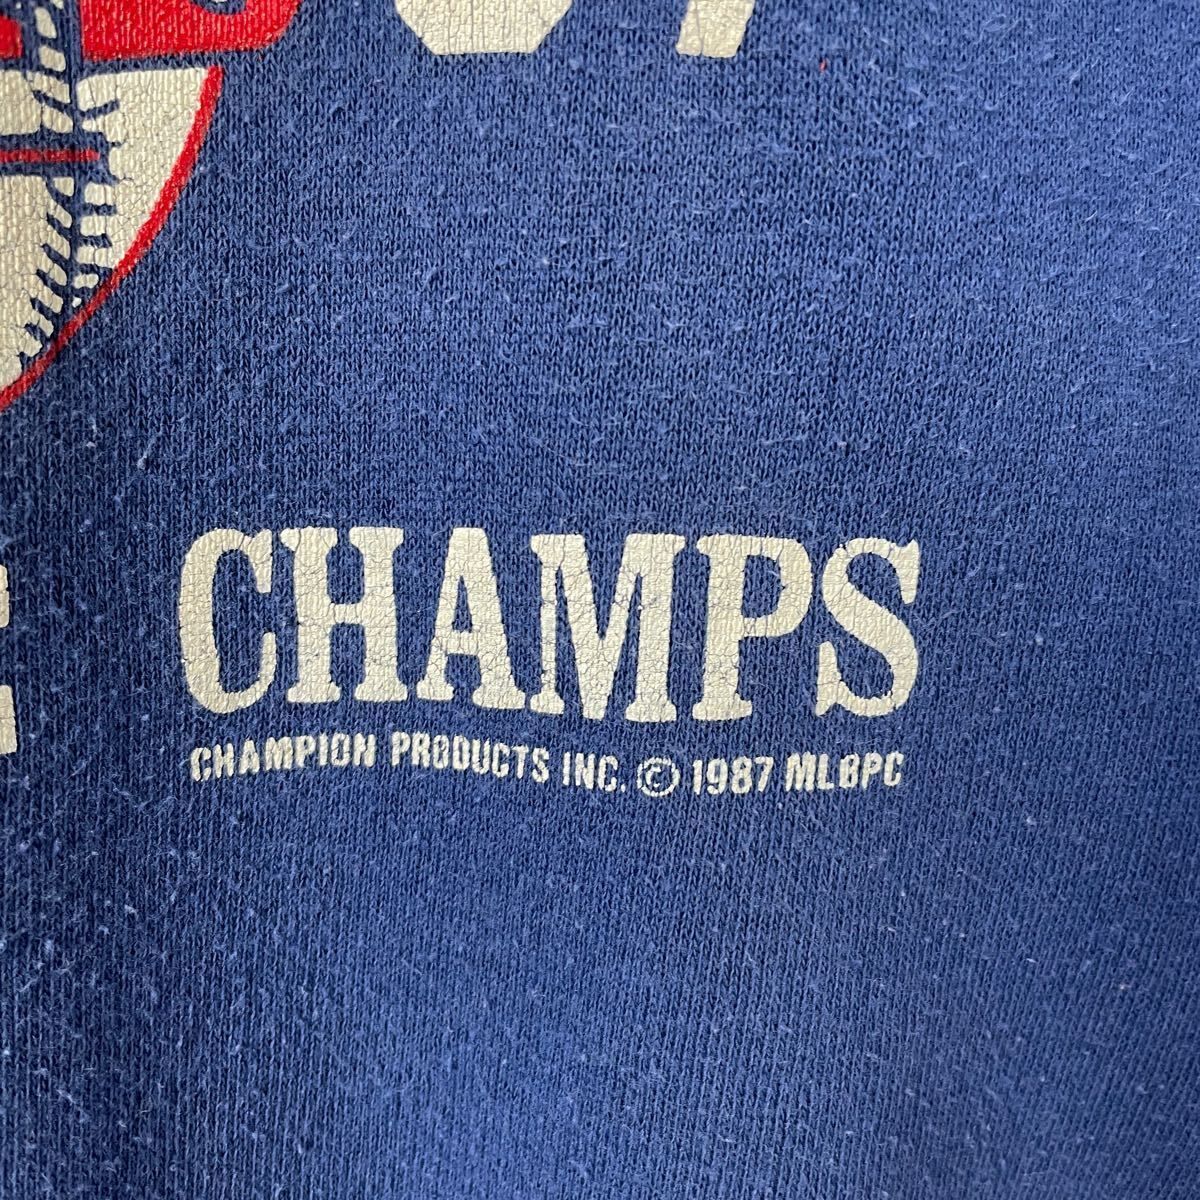 CHAMPS
CHAMPION PRODUCTS INC. © 1987 MLBPC